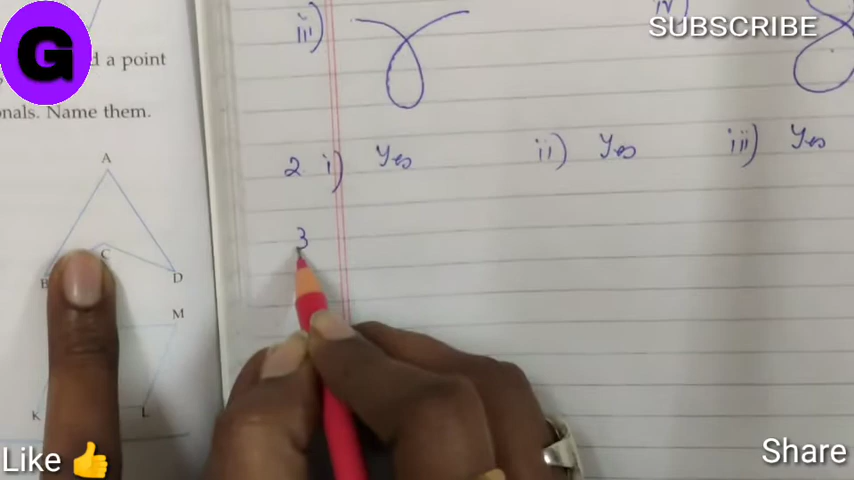 G
SUBSCRIBE
iii)
iv)
d a point
onals. Name them.
A
2 i) Yes
ii) Yes
iii) Yes
3
C
B
D
M
K
L
Like 👍
Share